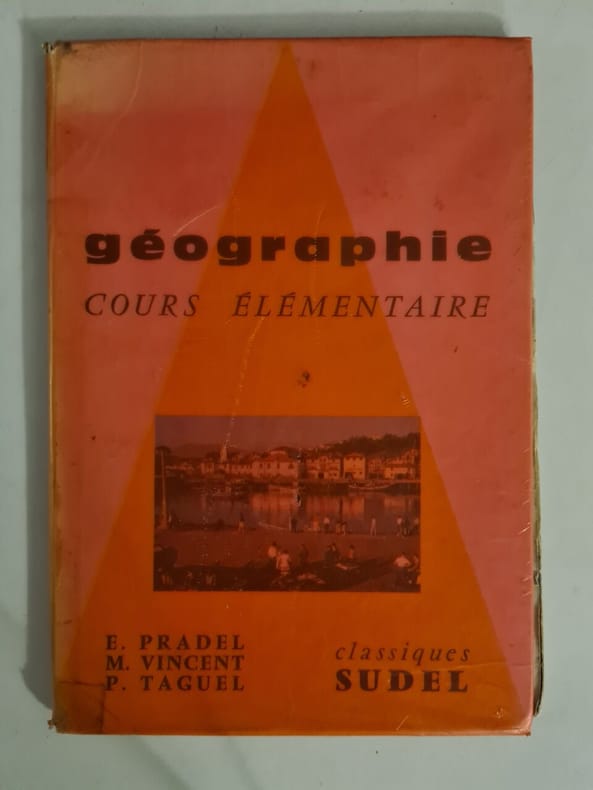 géographie
COURS ÉLÉMENTAIRE
E. PRADEL
M. VINCENT
P. TAGUEL
classiques
SUDEL